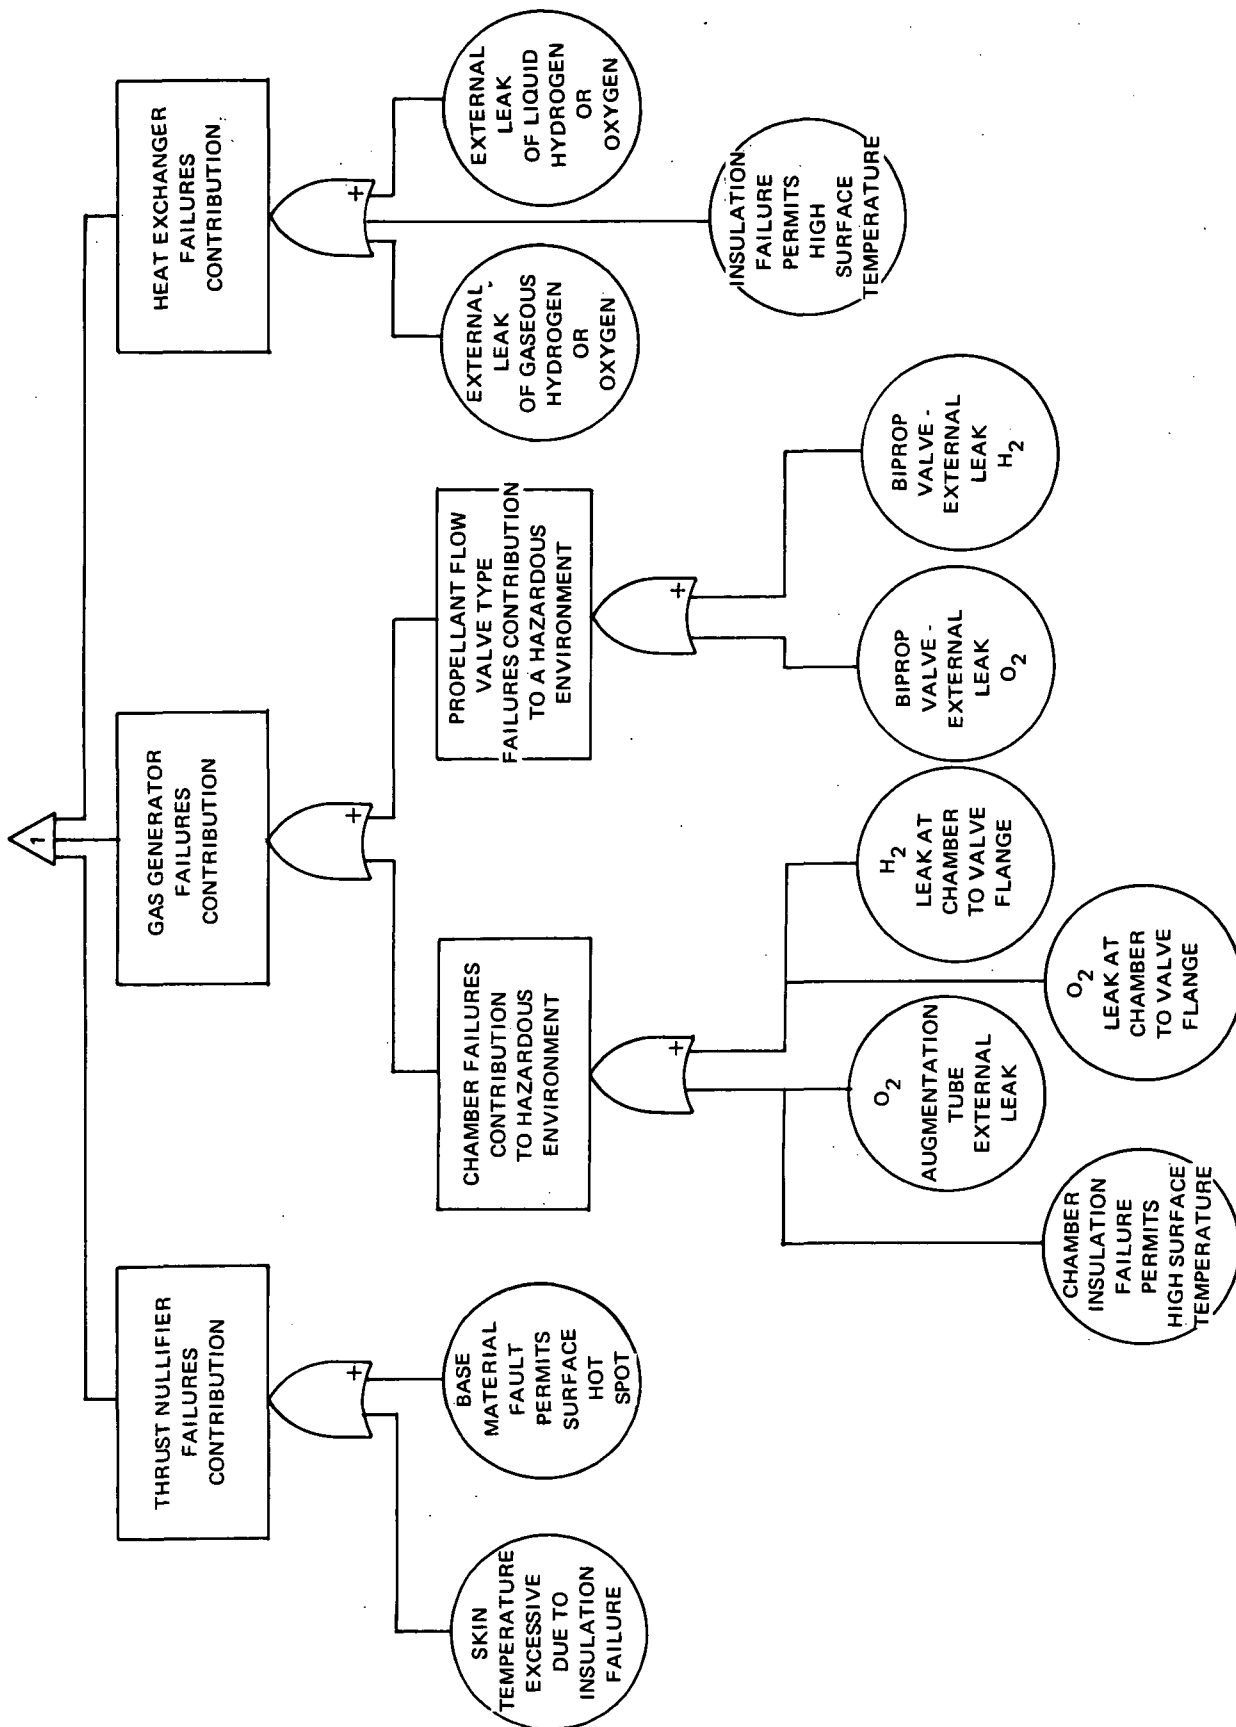 1
THRUST NULLIFIER
FAILURES
CONTRIBUTION
GAS GENERATOR
FAILURES
CONTRIBUTION
HEAT EXCHANGER
FAILURES
CONTRIBUTION
+
+
+
SKIN
TEMPERATURE
EXCESSIVE
DUE TO
INSULATION
FAILURE
BASE
MATERIAL
FAULT
PERMITS
SURFACE
HOT
SPOT
CHAMBER FAILURES
CONTRIBUTION
TO HAZARDOUS
ENVIRONMENT
PROPELLANT FLOW
VALVE TYPE
FAILURES CONTRIBUTION
TO A HAZARDOUS
ENVIRONMENT
EXTERNAL
LEAK
OF GASEOUS
HYDROGEN
OR
OXYGEN
EXTERNAL
LEAK
OF LIQUID
HYDROGEN
OR
OXYGEN
+
+
INSULATION
FAILURE
PERMITS
HIGH
SURFACE
TEMPERATURE
CHAMBER
INSULATION
FAILURE
PERMITS
HIGH SURFACE
TEMPERATURE
O2
AUGMENTATION
TUBE
EXTERNAL
LEAK
O2
LEAK AT
CHAMBER
TO VALVE
FLANGE
H2
LEAK AT
CHAMBER
TO VALVE
FLANGE
BIPROP
VALVE -
EXTERNAL
LEAK
O2
BIPROP
VALVE -
EXTERNAL
LEAK
H2